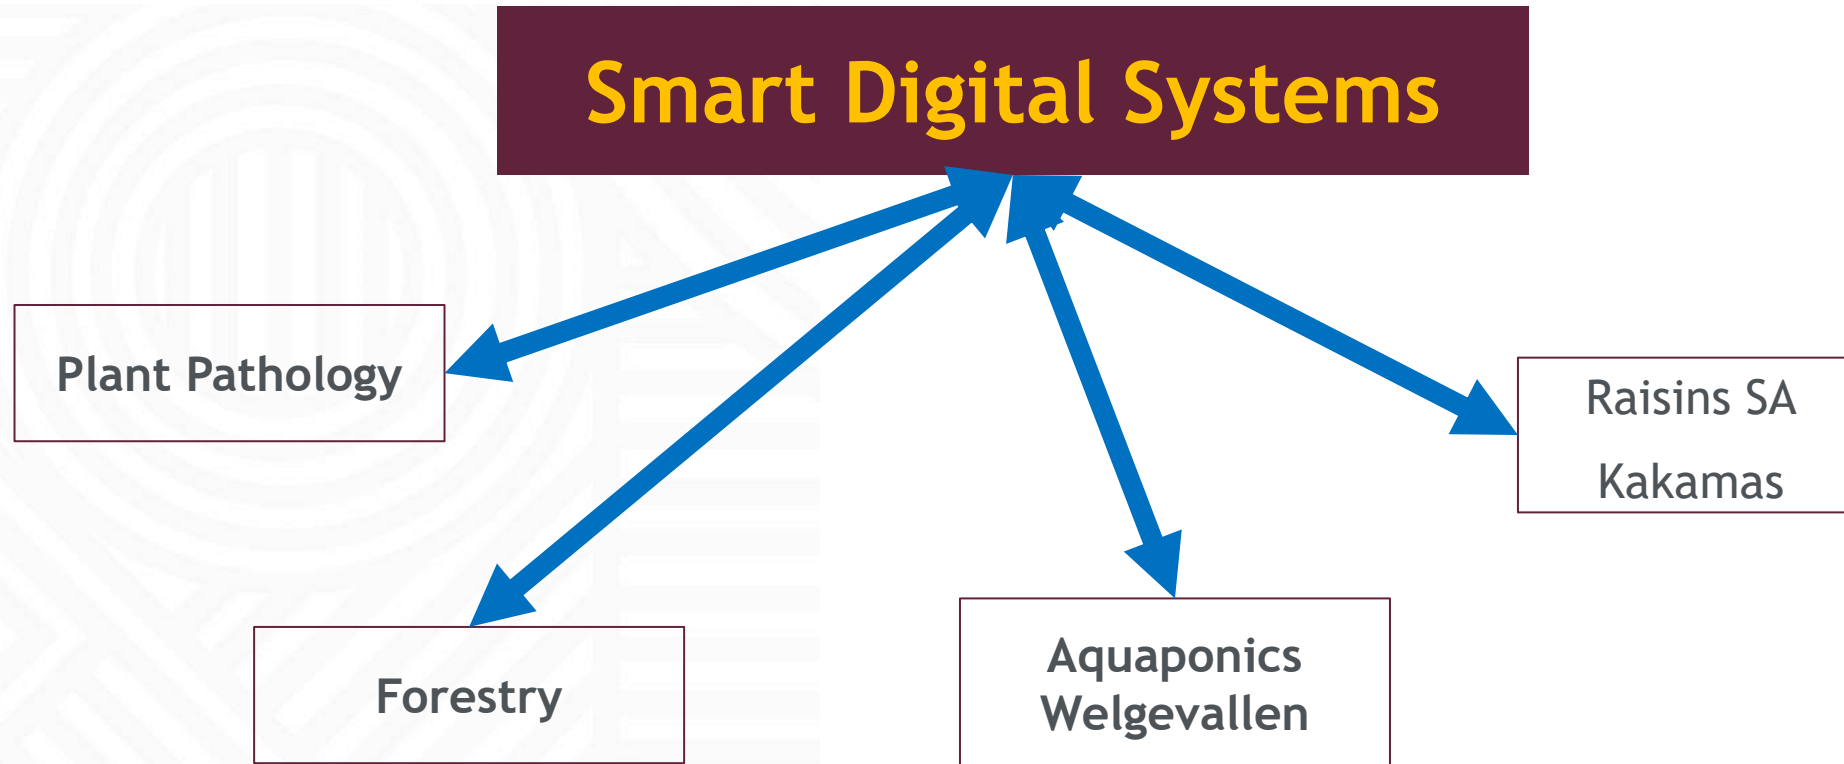 Smart Digital Systems
Plant Pathology
Raisins SA
Kakamas
Forestry
Aquaponics
Welgevallen